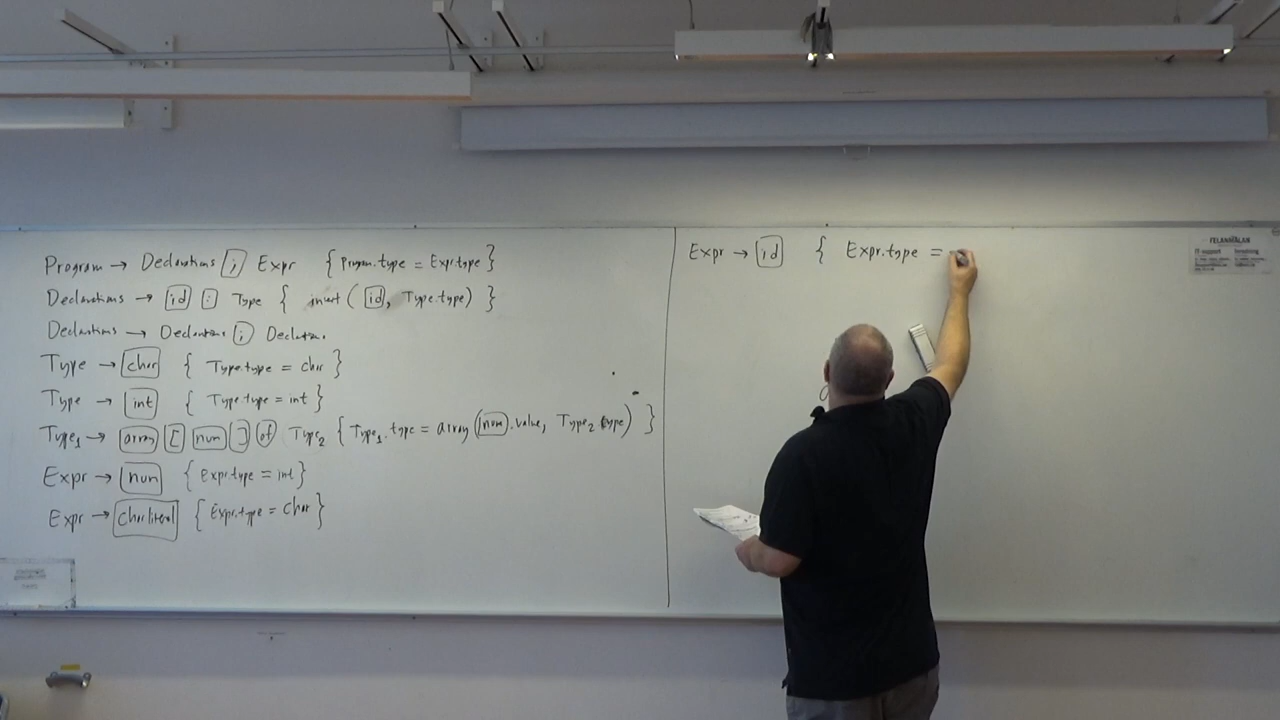 Program → Declarations ; Expr { Program.type = Expr.type }
Declarations → id : Type { insert ( id , Type.type ) }
Declarations → Declarations ; Declarations
Type → char { Type.type = char }
Type → int { Type.type = int }
Type₁ → array [ num ] of Type₂ { Type₁.type = array ( num .value, Type₂.type ) }
Expr → num { Expr.type = int }
Expr → charliteral { Expr.type = char }
Expr → id { Expr.type =
FELANMÄLAN